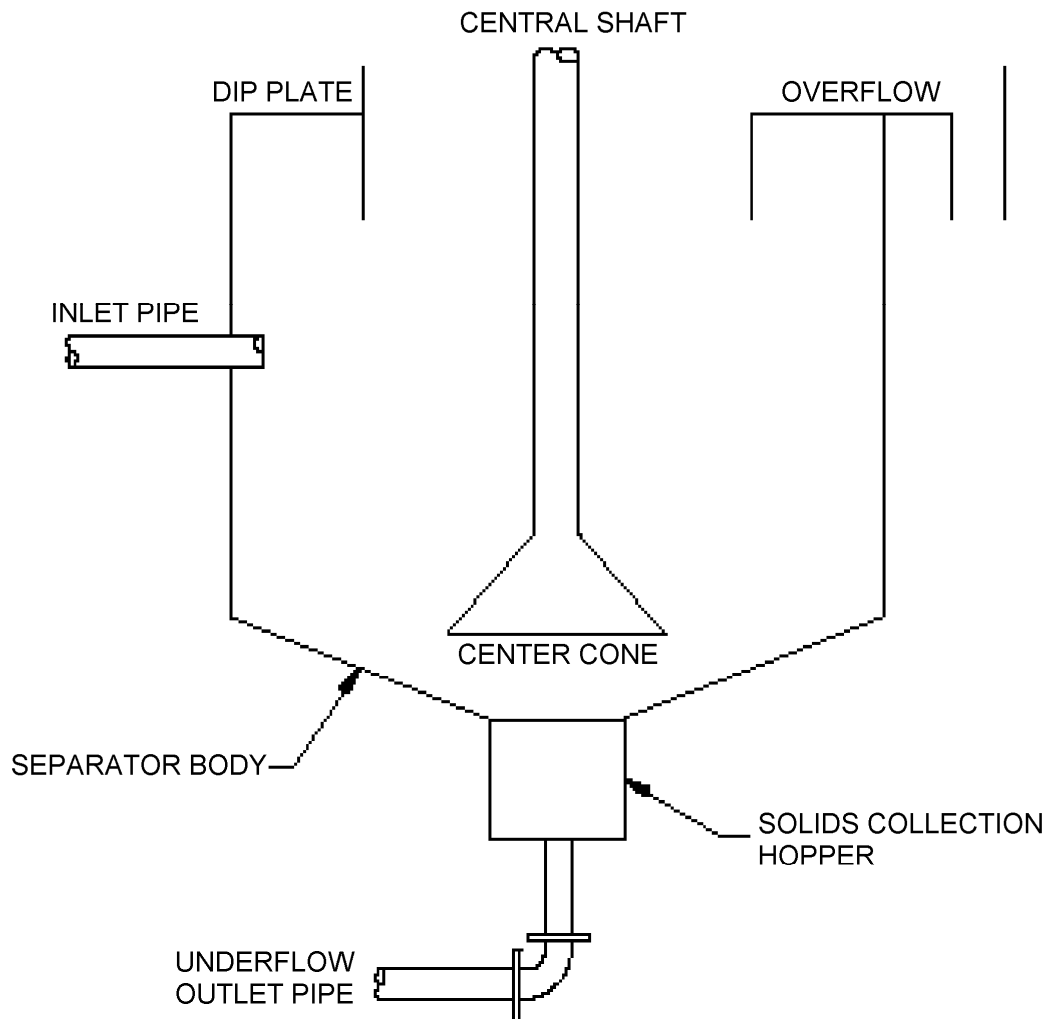 CENTRAL SHAFT
DIP PLATE
OVERFLOW
INLET PIPE
CENTER CONE
SEPARATOR BODY
SOLIDS COLLECTION
HOPPER
UNDERFLOW
OUTLET PIPE